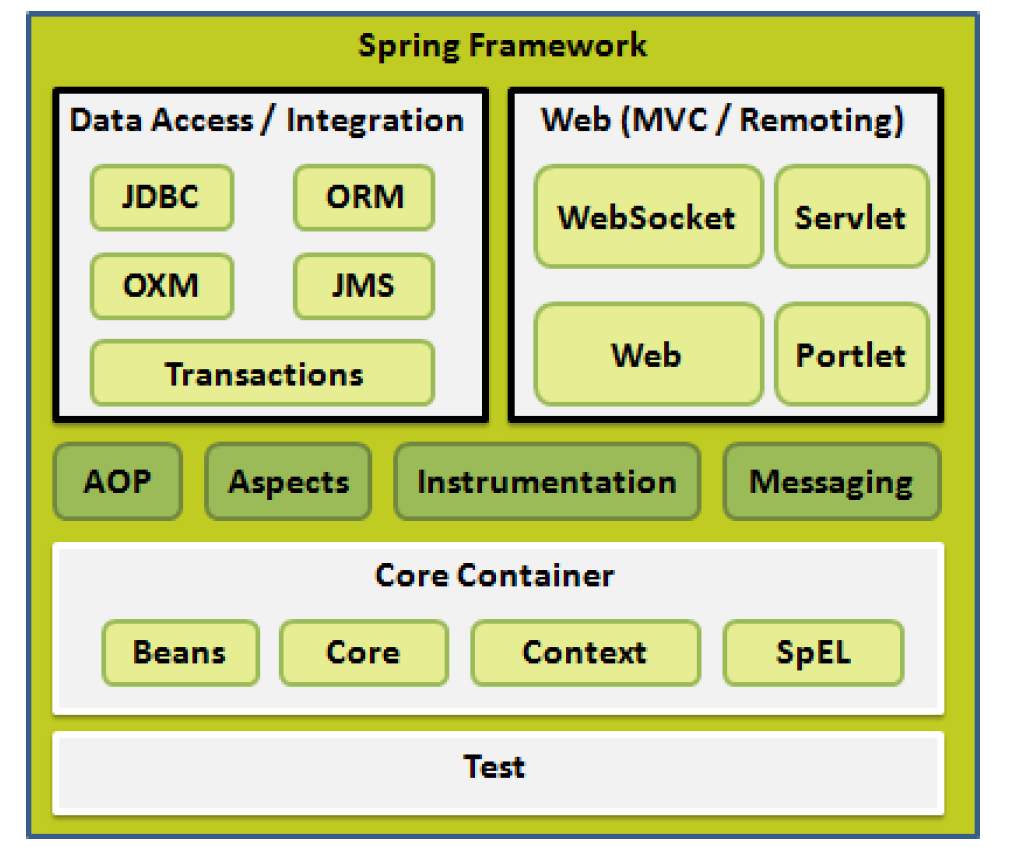 Spring Framework
Data Access / Integration
JDBC
ORM
OXM
JMS
Transactions
Web (MVC / Remoting)
WebSocket
Servlet
Web
Portlet
AOP
Aspects
Instrumentation
Messaging
Core Container
Beans
Core
Context
SpEL
Test